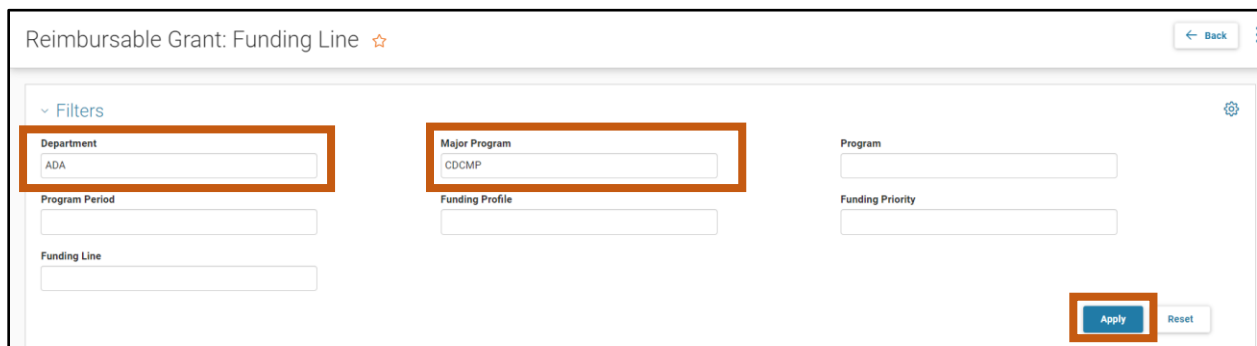 Reimbursable Grant: Funding Line
Back
Filters
Department
Major Program
Program
ADA
CDCMP
Program Period
Funding Profile
Funding Priority
Funding Line
Apply
Reset